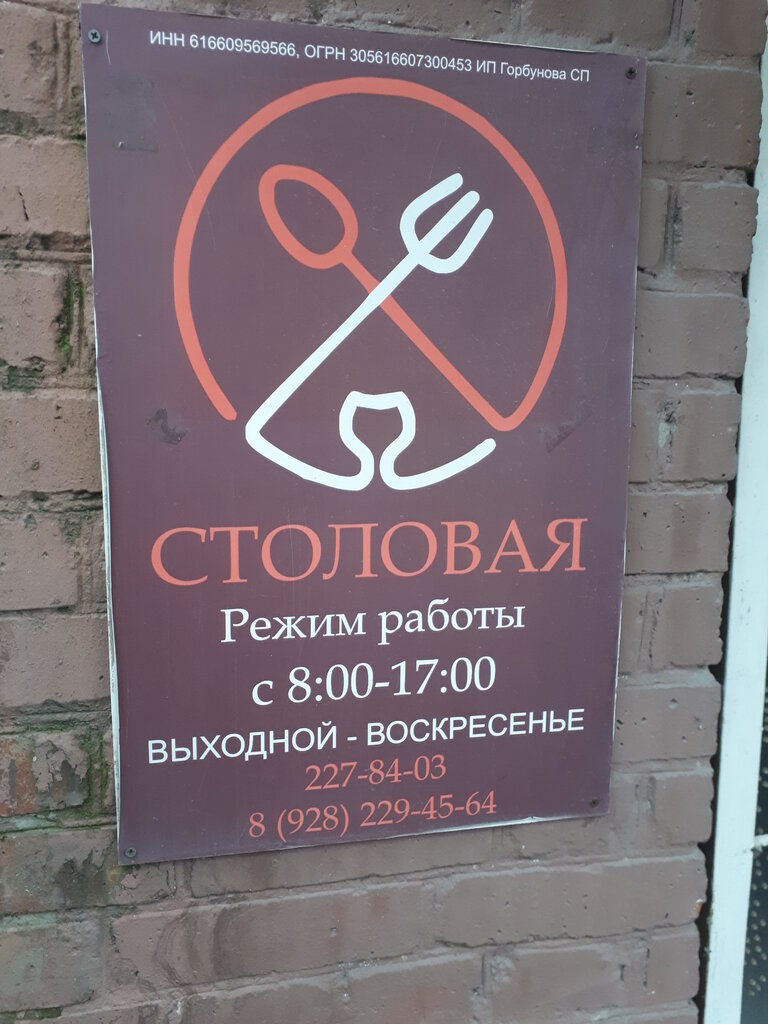 ИНН 616609569566, ОГРН 305616607300453 ИП Горбунова СП
СТОЛОВАЯ
Режим работы
с 8:00-17:00
ВЫХОДНОЙ - ВОСКРЕСЕНЬЕ
227-84-03
8 (928) 229-45-64